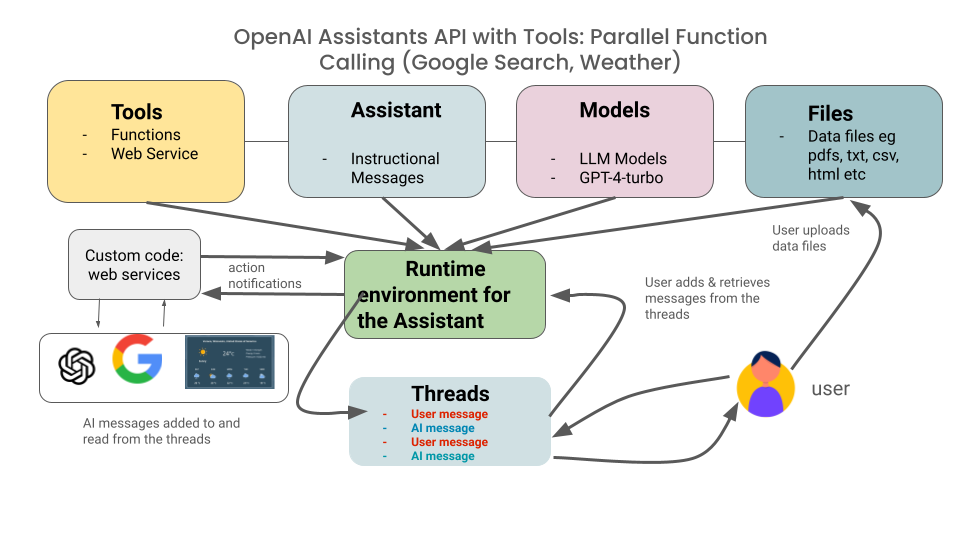 OpenAI Assistants API with Tools: Parallel Function
Calling (Google Search, Weather)
Tools
- Functions
- Web Service
Assistant
- Instructional
Messages
Models
- LLM Models
- GPT-4-turbo
Files
- Data files eg
pdfs, txt, csv,
html etc
Custom code:
web services
action
notifications
Runtime
environment for
the Assistant
User uploads
data files
User adds & retrieves
messages from the
threads
24°c
AI messages added to and
read from the threads
Threads
- User message
- AI message
- User message
- AI message
user